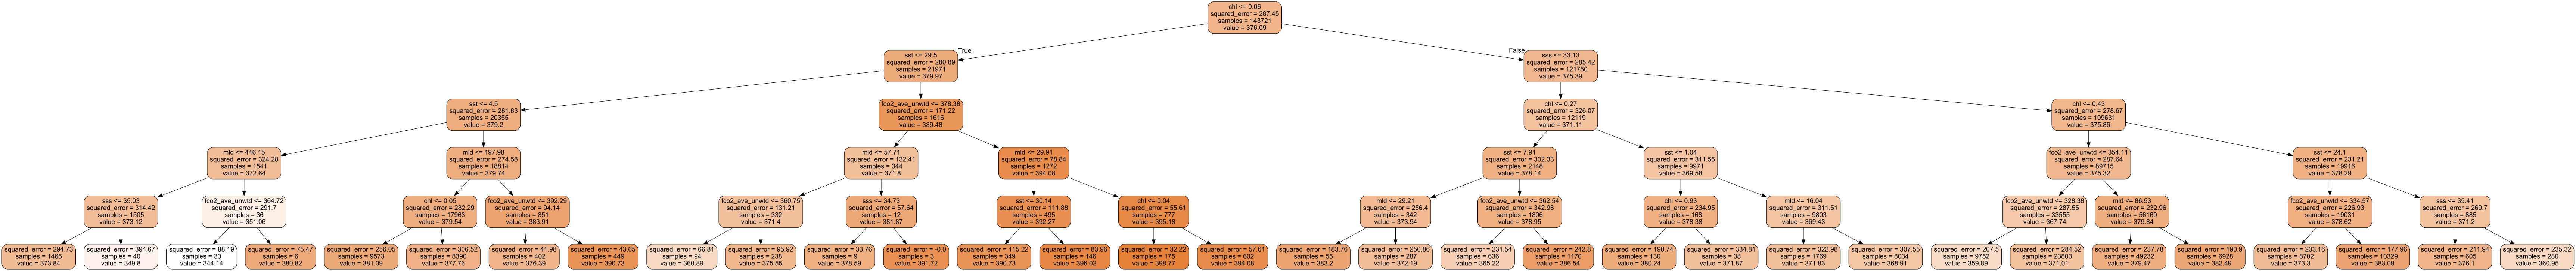 chl <= 0.06
squared_error = 287.45
samples = 143721
value = 376.09
True
False
sst <= 29.5
squared_error = 280.89
samples = 21971
value = 379.97
sss <= 33.13
squared_error = 285.42
samples = 121750
value = 375.39
sst <= 4.5
squared_error = 281.83
samples = 20355
value = 379.2
fco2_ave_unwtd <= 378.38
squared_error = 171.22
samples = 1616
value = 389.48
chl <= 0.27
squared_error = 326.07
samples = 12119
value = 371.11
chl <= 0.43
squared_error = 278.67
samples = 109631
value = 375.86
mld <= 446.15
squared_error = 324.28
samples = 1541
value = 372.64
mld <= 197.98
squared_error = 274.58
samples = 18814
value = 379.74
mld <= 57.71
squared_error = 132.41
samples = 344
value = 371.8
mld <= 29.91
squared_error = 78.84
samples = 1272
value = 394.08
sst <= 7.91
squared_error = 332.33
samples = 2148
value = 378.14
sst <= 1.04
squared_error = 311.55
samples = 9971
value = 369.58
fco2_ave_unwtd <= 354.11
squared_error = 287.64
samples = 89715
value = 375.32
sst <= 24.1
squared_error = 231.21
samples = 19916
value = 378.29
sss <= 35.03
squared_error = 314.42
samples = 1505
value = 373.12
fco2_ave_unwtd <= 364.72
squared_error = 291.7
samples = 36
value = 351.06
chl <= 0.05
squared_error = 282.29
samples = 17963
value = 379.54
fco2_ave_unwtd <= 392.29
squared_error = 94.14
samples = 851
value = 383.91
fco2_ave_unwtd <= 360.75
squared_error = 131.21
samples = 332
value = 371.4
sss <= 34.73
squared_error = 57.64
samples = 12
value = 381.87
sst <= 30.14
squared_error = 111.88
samples = 495
value = 392.27
chl <= 0.04
squared_error = 55.61
samples = 777
value = 395.18
mld <= 29.21
squared_error = 256.4
samples = 342
value = 373.94
fco2_ave_unwtd <= 362.54
squared_error = 342.98
samples = 1806
value = 378.95
chl <= 0.93
squared_error = 234.95
samples = 168
value = 378.38
mld <= 16.04
squared_error = 311.51
samples = 9803
value = 369.43
fco2_ave_unwtd <= 328.38
squared_error = 287.55
samples = 33555
value = 367.74
mld <= 86.53
squared_error = 232.96
samples = 56160
value = 379.84
fco2_ave_unwtd <= 334.57
squared_error = 226.93
samples = 19031
value = 378.62
sss <= 35.41
squared_error = 269.7
samples = 885
value = 371.2
squared_error = 294.73
samples = 1465
value = 373.84
squared_error = 394.67
samples = 40
value = 349.8
squared_error = 88.19
samples = 30
value = 344.14
squared_error = 75.47
samples = 6
value = 380.82
squared_error = 256.05
samples = 9573
value = 381.09
squared_error = 306.52
samples = 8390
value = 377.76
squared_error = 41.98
samples = 402
value = 376.39
squared_error = 43.65
samples = 449
value = 390.73
squared_error = 66.81
samples = 94
value = 360.89
squared_error = 95.92
samples = 238
value = 375.55
squared_error = 33.76
samples = 9
value = 378.59
squared_error = -0.0
samples = 3
value = 391.72
squared_error = 115.22
samples = 349
value = 390.73
squared_error = 83.96
samples = 146
value = 396.02
squared_error = 32.22
samples = 175
value = 398.77
squared_error = 57.61
samples = 602
value = 394.08
squared_error = 183.76
samples = 55
value = 383.2
squared_error = 250.86
samples = 287
value = 372.19
squared_error = 231.54
samples = 636
value = 365.22
squared_error = 242.8
samples = 1170
value = 386.54
squared_error = 190.74
samples = 130
value = 380.24
squared_error = 334.81
samples = 38
value = 371.87
squared_error = 322.98
samples = 1769
value = 371.83
squared_error = 307.55
samples = 8034
value = 368.91
squared_error = 207.5
samples = 9752
value = 359.89
squared_error = 284.52
samples = 23803
value = 371.01
squared_error = 237.78
samples = 49232
value = 379.47
squared_error = 190.9
samples = 6928
value = 382.49
squared_error = 233.16
samples = 8702
value = 373.3
squared_error = 177.96
samples = 10329
value = 383.09
squared_error = 211.94
samples = 605
value = 376.1
squared_error = 235.32
samples = 280
value = 360.95